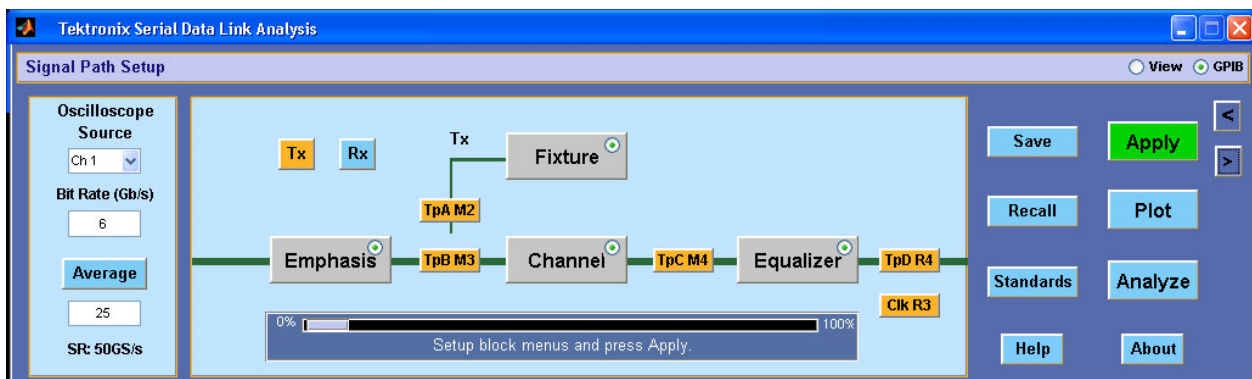 Tektronix Serial Data Link Analysis
Signal Path Setup
View
GPIB
Oscilloscope
Source
Ch 1
Bit Rate (Gb/s)
6
Average
25
SR: 50GS/s
Tx
Rx
Tx
Fixture
TpA M2
Emphasis
TpB M3
Channel
TpC M4
Equalizer
TpD R4
Clk R3
0%
100%
Setup block menus and press Apply.
Save
Apply
<
>
Recall
Plot
Standards
Analyze
Help
About